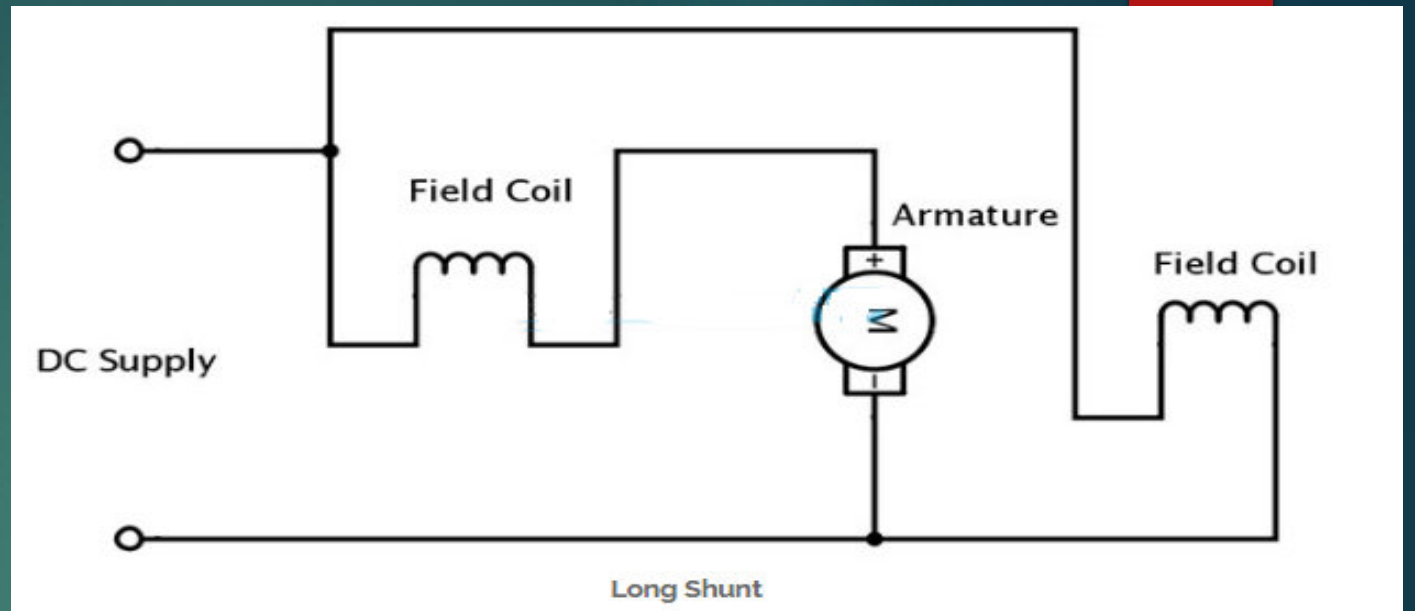 Field Coil
Armature
Field Coil
+
M
–
DC Supply
Long Shunt